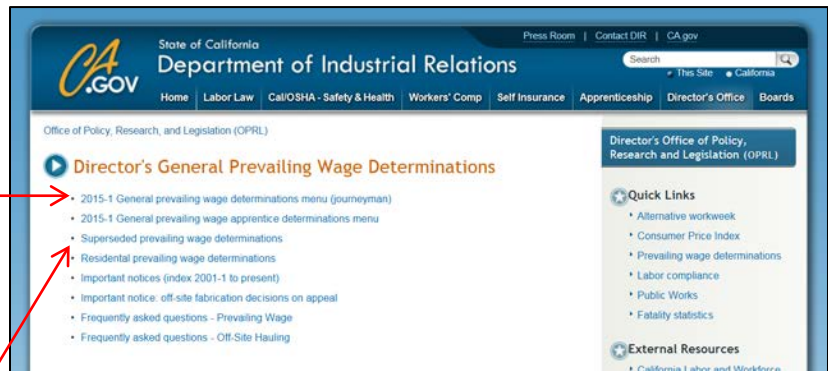 Press Room | Contact DIR | CA.gov
CA
.GOV
State of California
Department of Industrial Relations
Search
This Site California
Home Labor Law Cal/OSHA - Safety & Health Workers' Comp Self Insurance Apprenticeship Director's Office Boards
Office of Policy, Research, and Legislation (OPRL)
Director's General Prevailing Wage Determinations
• 2015-1 General prevailing wage determinations menu (journeyman)
• 2015-1 General prevailing wage apprentice determinations menu
• Superseded prevailing wage determinations
• Residental prevailing wage determinations
• Important notices (index 2001-1 to present)
• Important notice: off-site fabrication decisions on appeal
• Frequently asked questions - Prevailing Wage
• Frequently asked questions - Off-Site Hauling
Director's Office of Policy,
Research and Legislation (OPRL)
Quick Links
Alternative workweek
Consumer Price Index
Prevailing wage determinations
Labor compliance
Public Works
Fatality statistics
External Resources
California Labor and Workforce